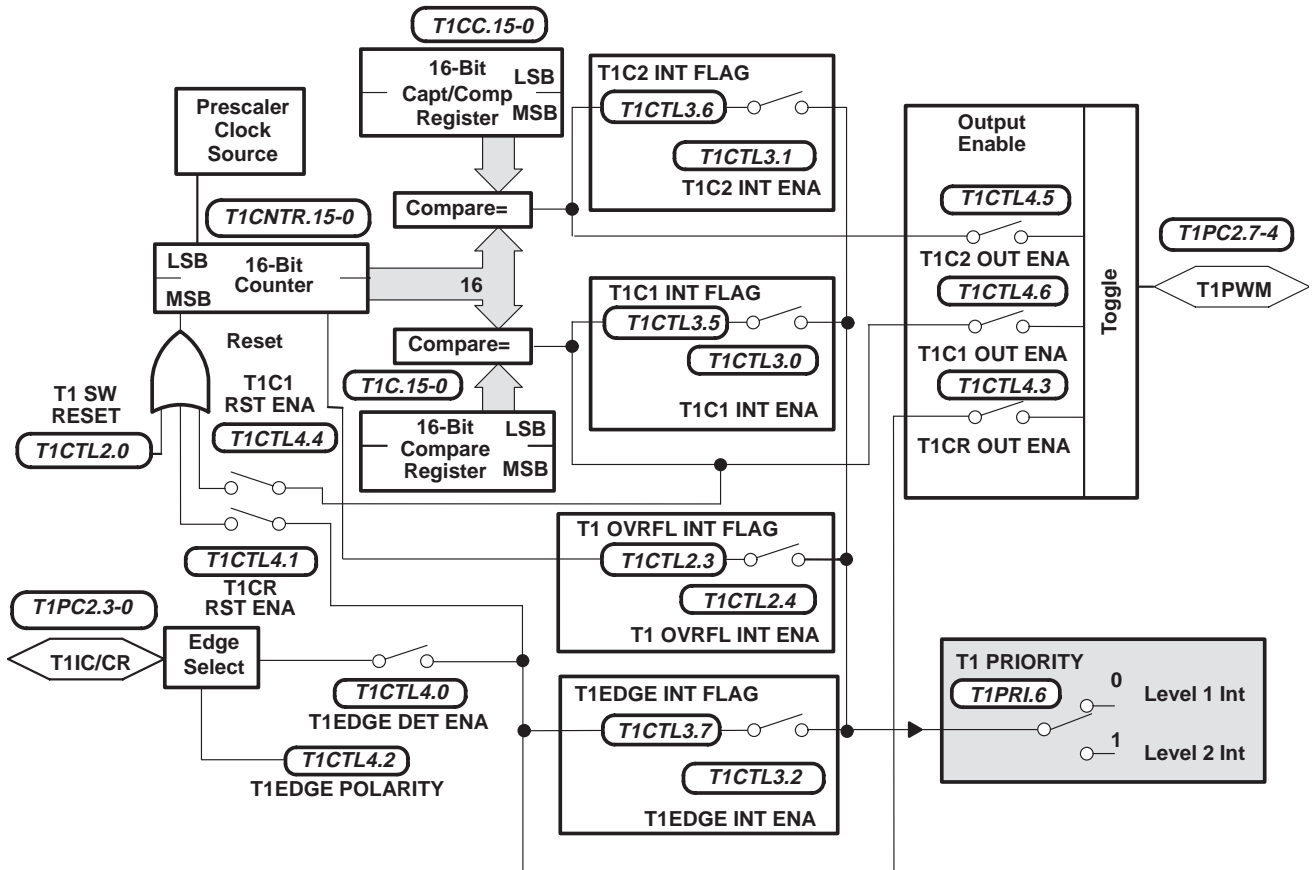 T1CC.15-0
16-Bit
Capt/Comp
Register
LSB
MSB
Prescaler
Clock
Source
T1CNTR.15-0
LSB
MSB
16-Bit
Counter
16
Compare=
Compare=
Reset
T1 SW
RESET
T1CTL2.0
T1C1
RST ENA
T1CTL4.4
T1C.15-0
16-Bit
Compare
Register
LSB
MSB
T1CTL4.1
T1CR
RST ENA
T1PC2.3-0
T1IC/CR
Edge
Select
T1CTL4.0
T1EDGE DET ENA
T1CTL4.2
T1EDGE POLARITY
T1C2 INT FLAG
T1CTL3.6
T1CTL3.1
T1C2 INT ENA
T1C1 INT FLAG
T1CTL3.5
T1CTL3.0
T1C1 INT ENA
T1 OVRFL INT FLAG
T1CTL2.3
T1CTL2.4
T1 OVRFL INT ENA
T1EDGE INT FLAG
T1CTL3.7
T1CTL3.2
T1EDGE INT ENA
Output
Enable
T1CTL4.5
T1C2 OUT ENA
T1CTL4.6
T1C1 OUT ENA
T1CTL4.3
T1CR OUT ENA
Toggle
T1PC2.7-4
T1PWM
T1 PRIORITY
T1PRI.6
0
Level 1 Int
1
Level 2 Int